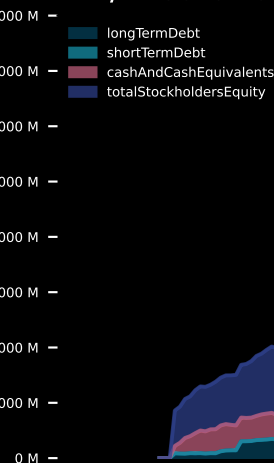 000 M
longTermDebt
shortTermDebt
000 M
cashAndCashEquivalents
totalStockholdersEquity
000 M
000 M
000 M
000 M
000 M
000 M
0 M